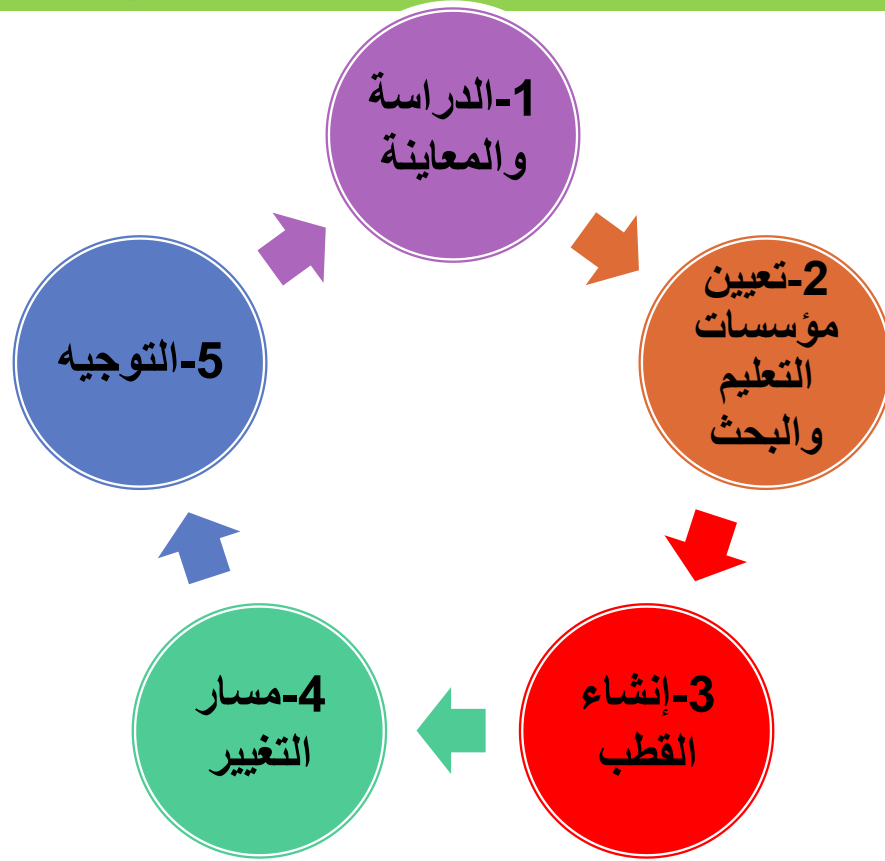 1-الدراسة
والمعاينة
2-تعيين
مؤسسات
التعليم
والبحث
3-إنشاء
القطب
4-مسار
التغيير
5-التوجيه